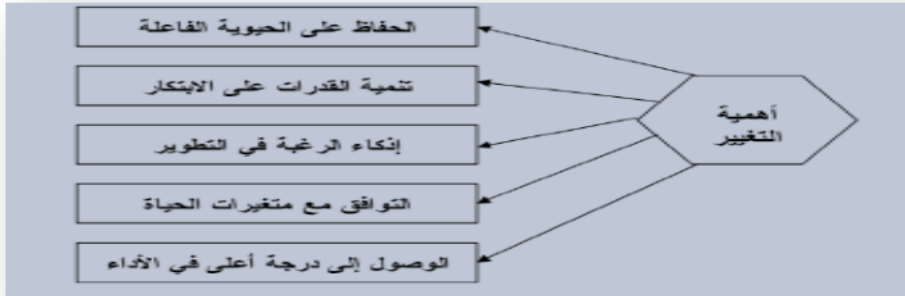 أهمية
التغيير
الحفاظ على الحيوية الفاعلة
تنمية القدرات على الابتكار
إذكاء الرغبة في التطوير
التوافق مع متغيرات الحياة
الوصول إلى درجة أعلى في الأداء